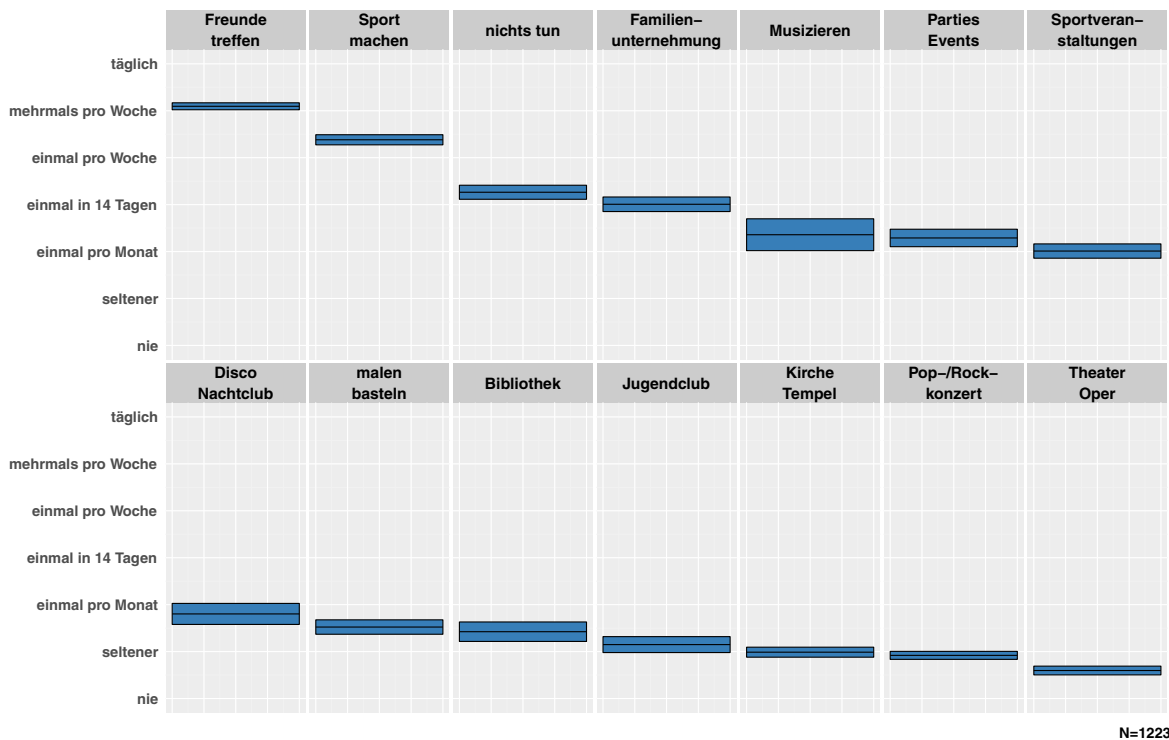 Freunde
treffen
Sport
machen
nichts tun
Familien−
unternehmung
Musizieren
Parties
Events
Sportveran−
staltungen
täglich
mehrmals pro Woche
einmal pro Woche
einmal in 14 Tagen
einmal pro Monat
seltener
nie
Disco
Nachtclub
malen
basteln
Bibliothek
Jugendclub
Kirche
Tempel
Pop−/Rock−
konzert
Theater
Oper
täglich
mehrmals pro Woche
einmal pro Woche
einmal in 14 Tagen
einmal pro Monat
seltener
nie
N=1223